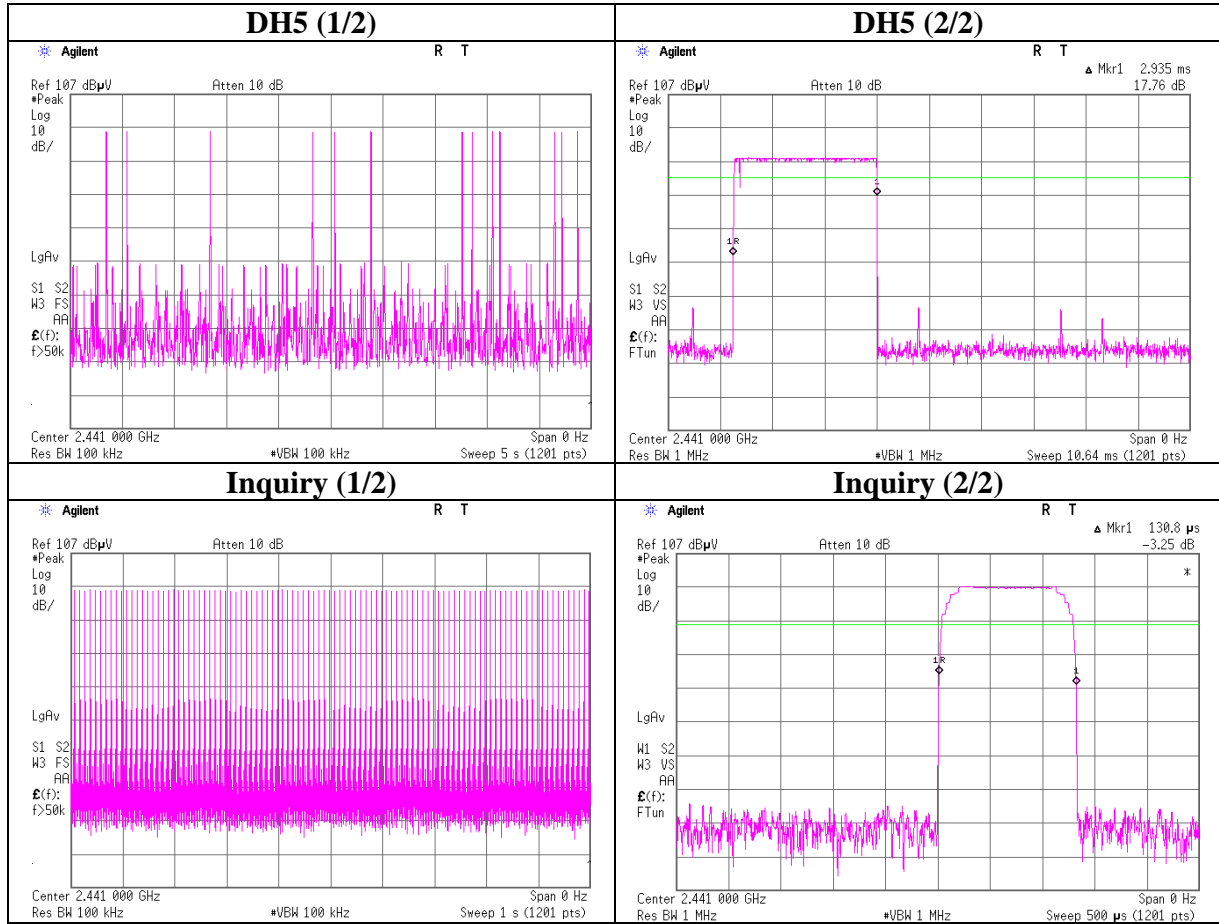 DH5 (1/2)
Agilent
R T
Ref 107 dBµV
Atten 10 dB
#Peak
Log
10
dB/
LgAv
S1 S2
W3 FS
AA
£(f):
f>50k
Center 2.441 000 GHz
Span 0 Hz
Res BW 100 kHz
#VBW 100 kHz
Sweep 5 s (1201 pts)
DH5 (2/2)
Agilent
R T
Δ Mkr1 2.935 ms
Ref 107 dBµV
Atten 10 dB
17.76 dB
#Peak
Log
10
dB/
1
1R
LgAv
S1 S2
W3 VS
AA
£(f):
FTun
Center 2.441 000 GHz
Span 0 Hz
Res BW 1 MHz
#VBW 1 MHz
Sweep 10.64 ms (1201 pts)
Inquiry (1/2)
Agilent
R T
Ref 107 dBµV
Atten 10 dB
#Peak
Log
10
dB/
LgAv
S1 S2
W3 FS
AA
£(f):
f>50k
Center 2.441 000 GHz
Span 0 Hz
Res BW 100 kHz
#VBW 100 kHz
Sweep 1 s (1201 pts)
Inquiry (2/2)
Agilent
R T
Δ Mkr1 130.8 µs
Ref 107 dBµV
Atten 10 dB
-3.25 dB
#Peak
*
Log
10
dB/
1R
1
LgAv
W1 S2
W3 VS
AA
£(f):
FTun
Center 2.441 000 GHz
Span 0 Hz
Res BW 1 MHz
#VBW 1 MHz
Sweep 500 µs (1201 pts)